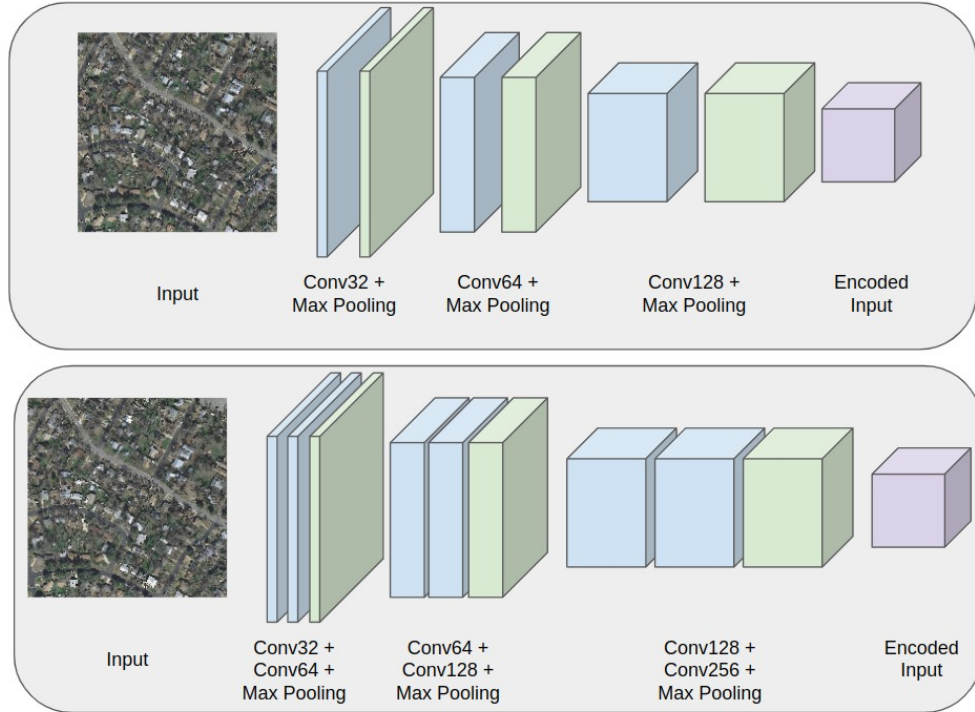 Input
Conv32 +
Max Pooling
Conv64 +
Max Pooling
Conv128 +
Max Pooling
Encoded
Input
Input
Conv32 +
Conv64 +
Max Pooling
Conv64 +
Conv128 +
Max Pooling
Conv128 +
Conv256 +
Max Pooling
Encoded
Input